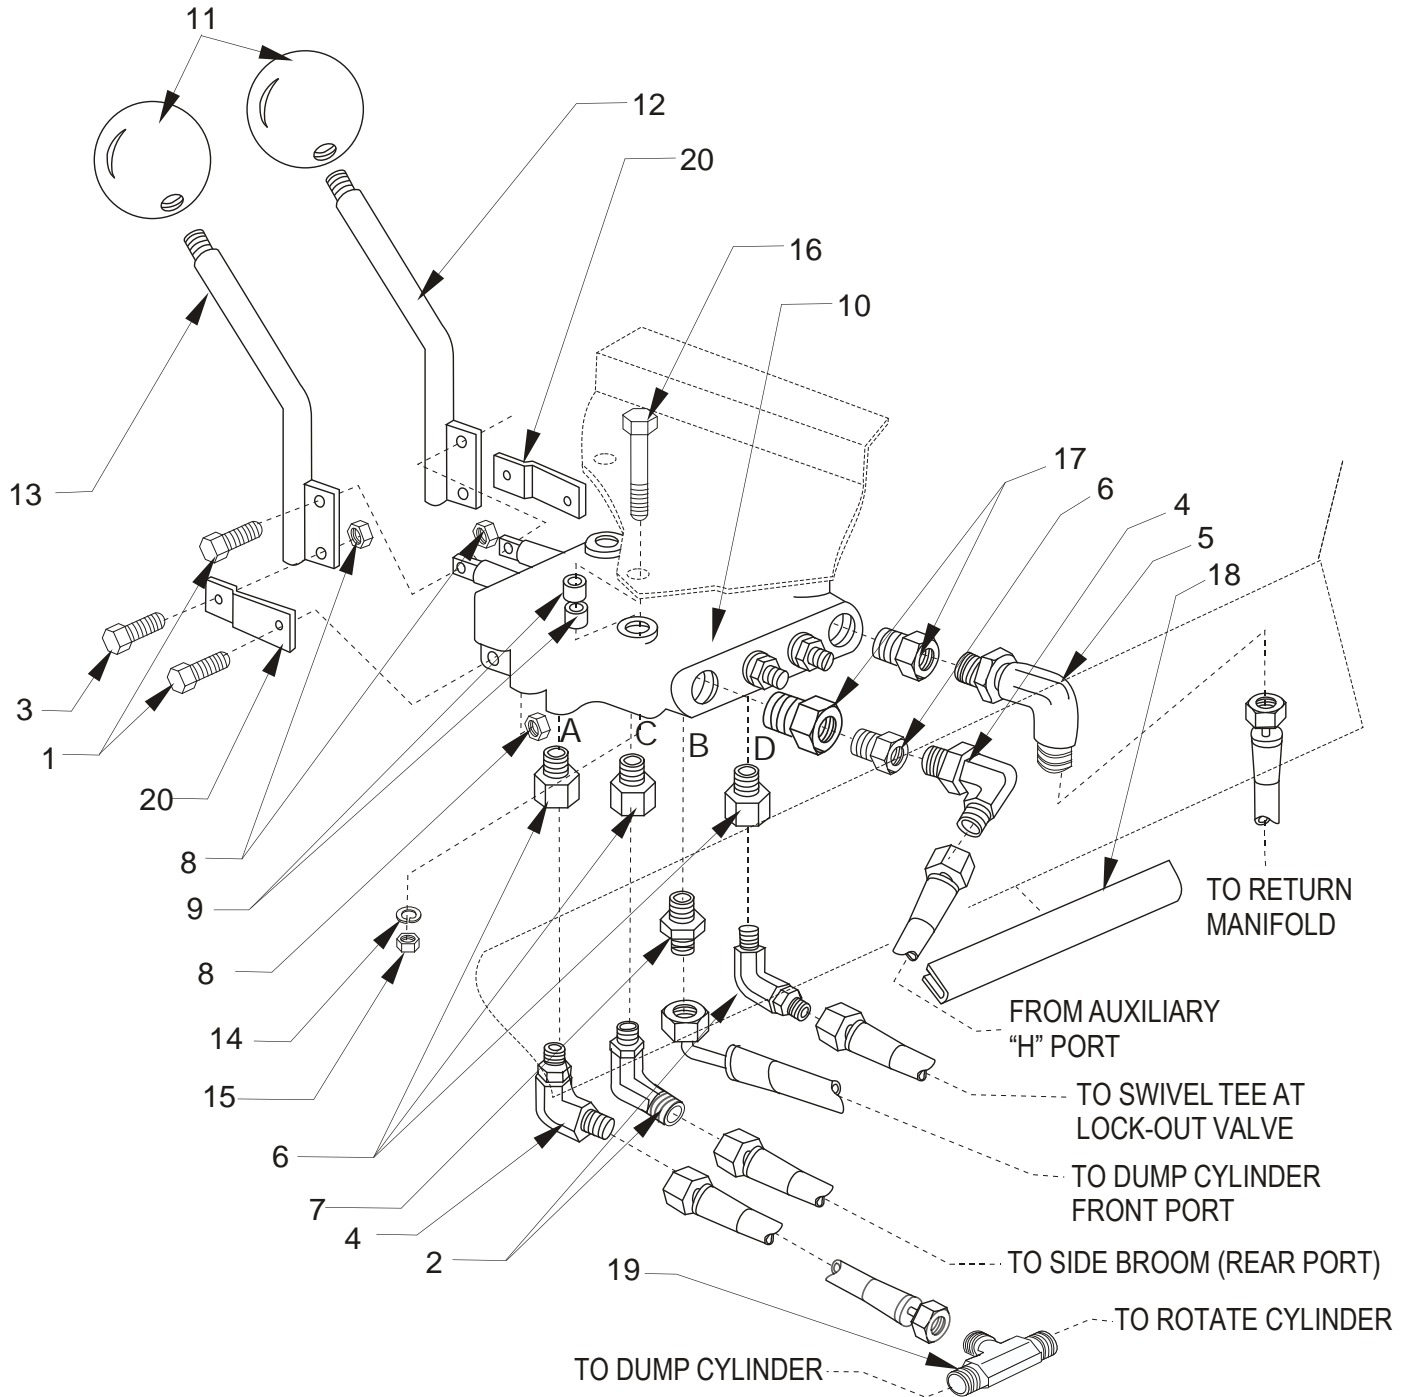 11
12
20
16
10
17
6
4
5
18
13
3
1
20
8
9
8
14
15
A
C
B
D
TO RETURN
MANIFOLD
FROM AUXILIARY
“H” PORT
TO SWIVEL TEE AT
LOCK-OUT VALVE
6
7
4
2
TO DUMP CYLINDER
FRONT PORT
TO SIDE BROOM (REAR PORT)
19
TO ROTATE CYLINDER
TO DUMP CYLINDER